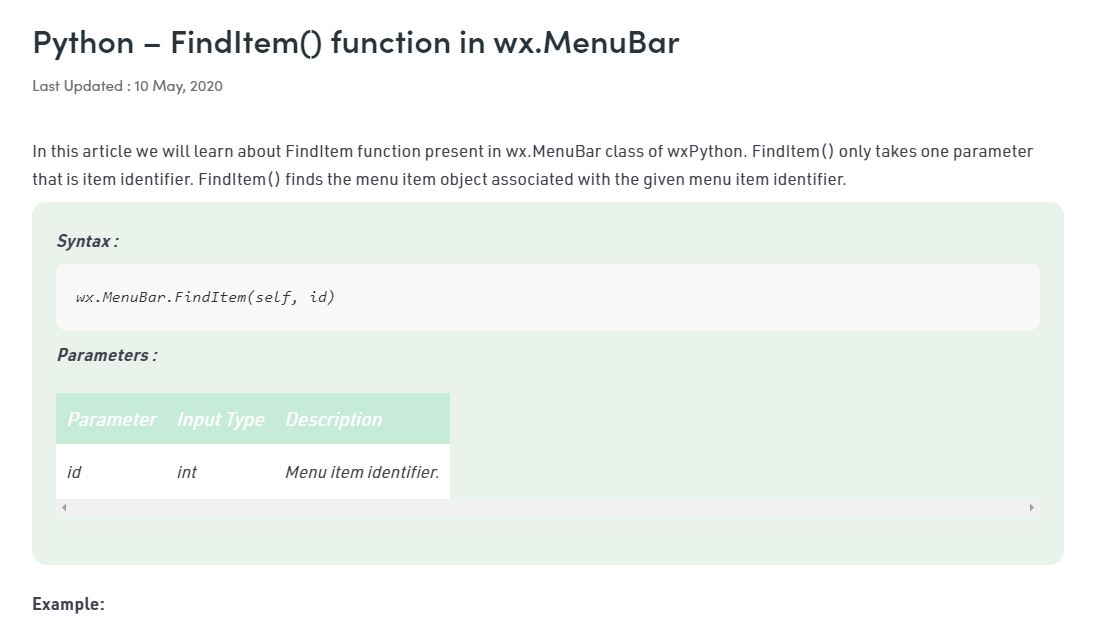 Python – FindItem() function in wx.MenuBar
Last Updated : 10 May, 2020
In this article we will learn about FindItem function present in wx.MenuBar class of wxPython. FindItem() only takes one parameter
that is item identifier. FindItem() finds the menu item object associated with the given menu item identifier.
Syntax :
wx.MenuBar.FindItem(self, id)
Parameters :
Parameter Input Type Description
id int Menu item identifier.
Example: